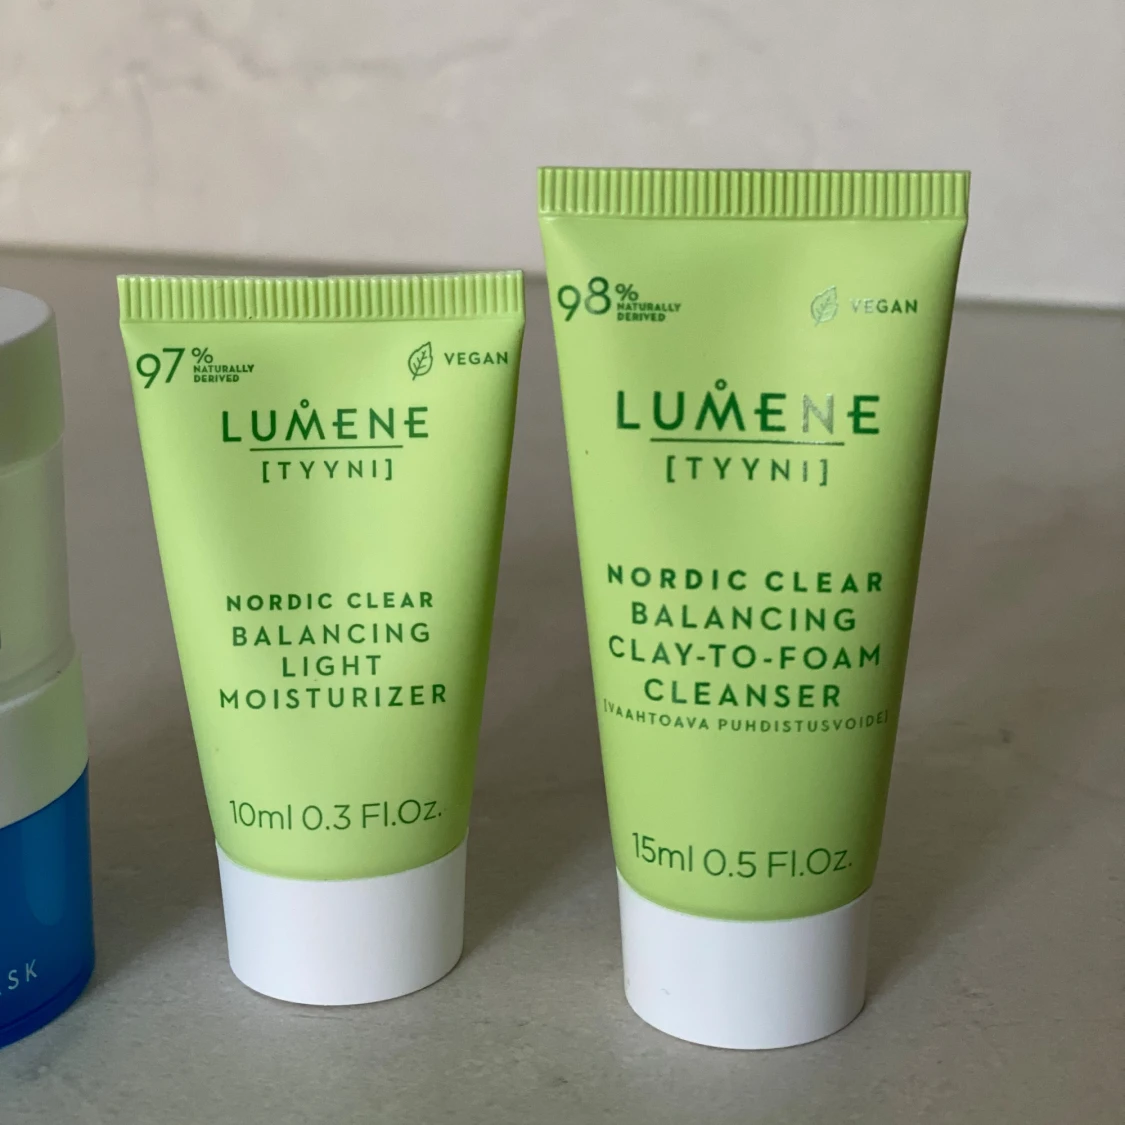 97% NATURALLY
DERIVED
VEGAN
LUMENE
[TYYNI]
NORDIC CLEAR
BALANCING
LIGHT
MOISTURIZER
10ml 0.3 Fl.Oz.
98% NATURALLY
DERIVED
VEGAN
LUMENE
[TYYNI]
NORDIC CLEAR
BALANCING
CLAY-TO-FOAM
CLEANSER
[VAAHTOAVA PUHDISTUSVOIDE]
15ml 0.5 Fl.Oz.